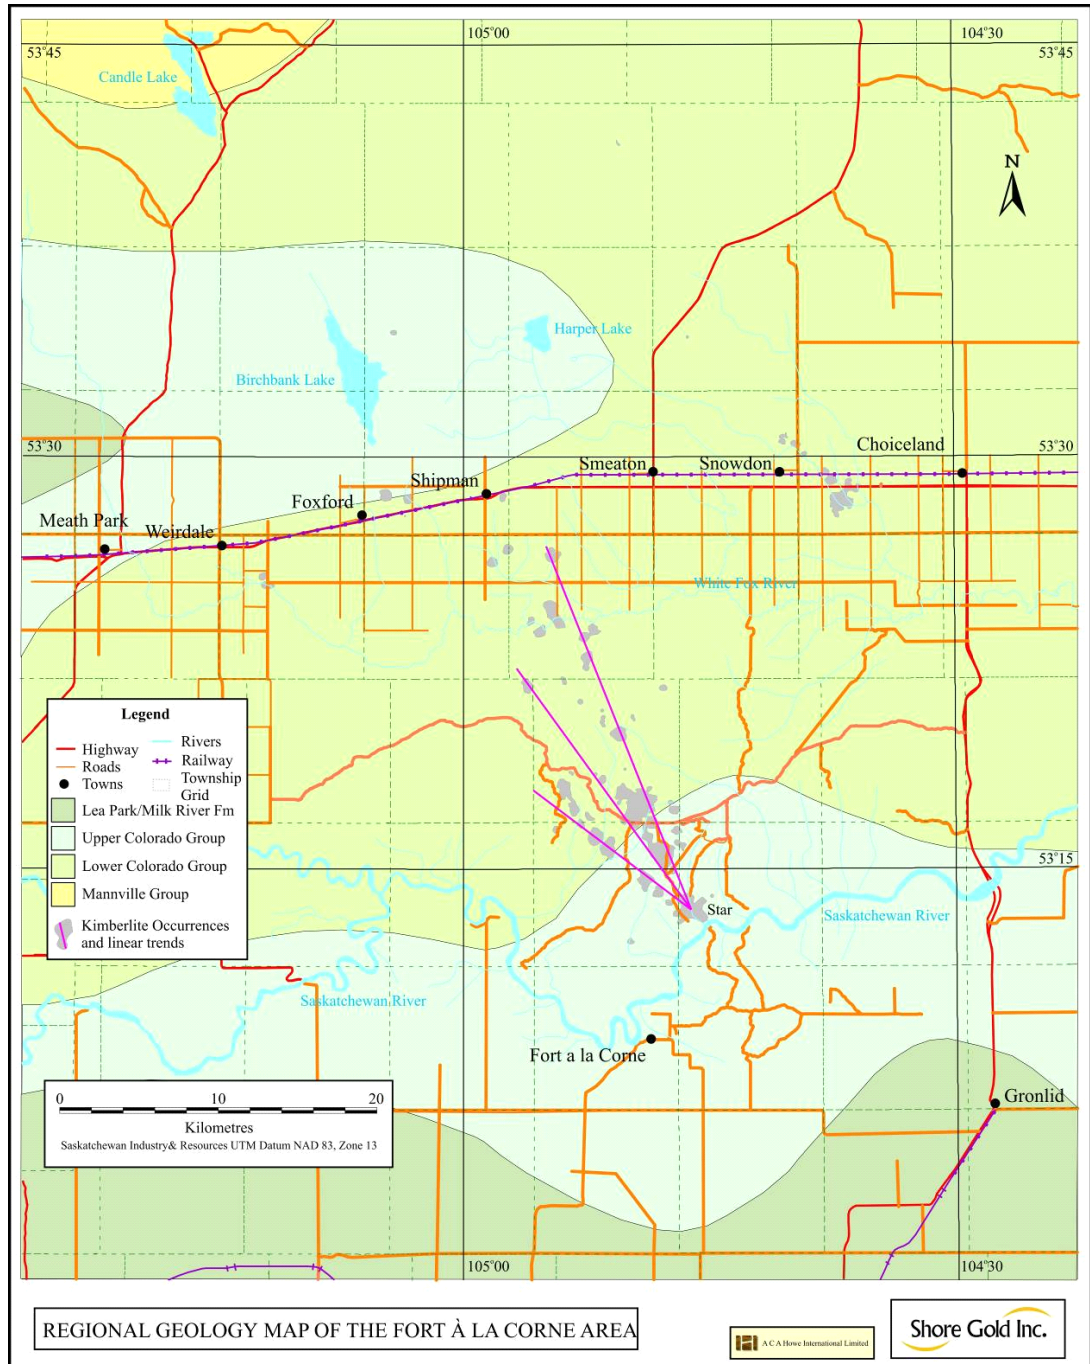 105°00
104°30
53°45
53°45
Candle Lake
N
Harper Lake
Birchbank Lake
53°30
53°30
Choiceland
Smeaton
Snowdon
Shipman
Foxford
Meath Park
Weirdale
White Fox River
Legend
Highway
Rivers
Roads
Railway
Towns
Township
Grid
Lea Park/Milk River Fm
Upper Colorado Group
Lower Colorado Group
Mannville Group
Kimberlite Occurrences
and linear trends
53°15
Star
Saskatchewan River
Saskatchewan River
Fort a la Corne
Gronlid
0 10 20
Kilometres
Saskatchewan Industry& Resources UTM Datum NAD 83, Zone 13
105°00
104°30
REGIONAL GEOLOGY MAP OF THE FORT À LA CORNE AREA
A C A Howe International Limited
Shore Gold Inc.